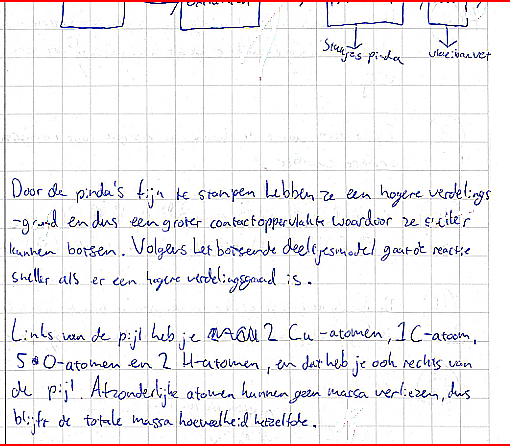 Stukjes pinda
vloeibaar vet
Door de pinda's fijn te stampen hebben ze een hogere verdelings
-graad en dus een groter contactoppervlakte waardoor ze sneller
kunnen botsen. Volgens het botsende deeltjesmodel gaat de reactie
sneller als er een hogere verdelingsgraad is.
Links van de pijl heb je 2 Cu-atomen, 1 C-atoom,
5 O-atomen en 2 H-atomen, en dat heb je ook rechts van
de pijl. Afzonderlijke atomen kunnen geen massa verliezen, dus
blijft de totale massa hoeveelheid hetzelfde.